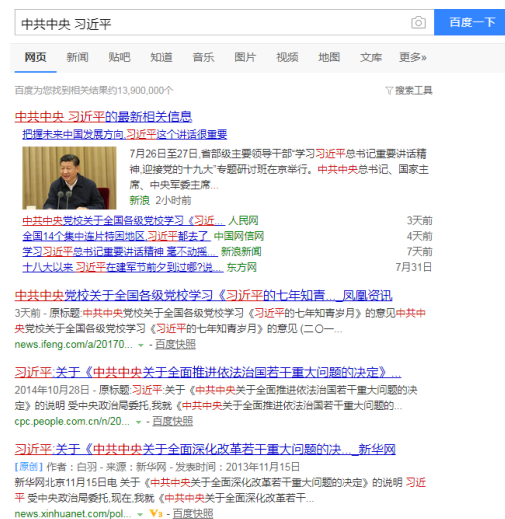 中共中央 习近平
百度一下
网页 新闻 贴吧 知道 音乐 图片 视频 地图 文库 更多»
百度为您找到相关结果约13,900,000个 搜索工具
中共中央 习近平的最新相关信息
把握未来中国发展方向,习近平这个讲话很重要
7月26日至27日,省部级主要领导干部“学习习近平总书记重要讲话精
神,迎接党的十九大”专题研讨班在京举行。中共中央总书记、国家主
席、中央军委主席...
新浪 2小时前
中共中央党校关于全国各级党校学习《习近... 人民网 3天前
全国14个集中连片特困地区,习近平都去了 中国网信网 4天前
学习习近平总书记重要讲话精神 毫不动摇... 新浪新闻 7天前
十八大以来 习近平在建军节前夕到过哪?说... 东方网 7月31日
中共中央党校关于全国各级党校学习《习近平的七年知青..._凤凰资讯
3天前 - 原标题:中共中央党校关于全国各级党校学习《习近平的七年知青岁月》的意见中共中
央党校关于全国各级党校学习《习近平的七年知青岁月》的意见 (二〇一...
news.ifeng.com/a/20170... - 百度快照
习近平:关于《中共中央关于全面推进依法治国若干重大问题的决定》...
2014年10月28日 - 原标题:习近平:关于《中共中央关于全面推进依法治国若干重大问题的决
定》的说明 受中央政治局委托,我就《中共中央关于全面推进依法治国若干重大问题的...
cpc.people.com.cn/n/20... - 百度快照
习近平:关于《中共中央关于全面深化改革若干重大问题的决..._新华网
[原创] 作者:白羽 - 来源:新华网 - 发表时间:2013年11月15日
新华网北京11月15日电 关于《中共中央关于全面深化改革若干重大问题的决定》的说明 习近
平 受中央政治局委托,现在,我就《中共中央关于全面深化改革若干...
news.xinhuanet.com/pol... V3 - 百度快照